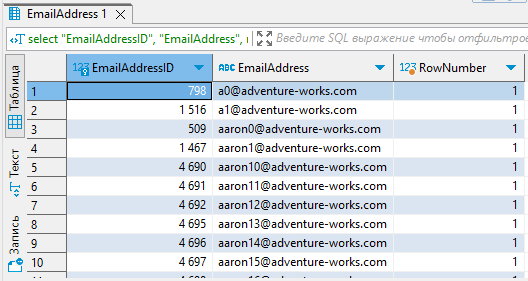 EmailAddress 1
select "EmailAddressID", "EmailAddress", Введите SQL выражение чтобы отфильтро
Таблица
Текст
Запись
123 EmailAddressID ABC EmailAddress 123 RowNumber
1 798 a0@adventure-works.com 1
2 1 516 a1@adventure-works.com 1
3 509 aaron0@adventure-works.com 1
4 1 467 aaron1@adventure-works.com 1
5 4 690 aaron10@adventure-works.com 1
6 4 691 aaron11@adventure-works.com 1
7 4 692 aaron12@adventure-works.com 1
8 4 695 aaron13@adventure-works.com 1
9 4 696 aaron14@adventure-works.com 1
10 4 697 aaron15@adventure-works.com 1